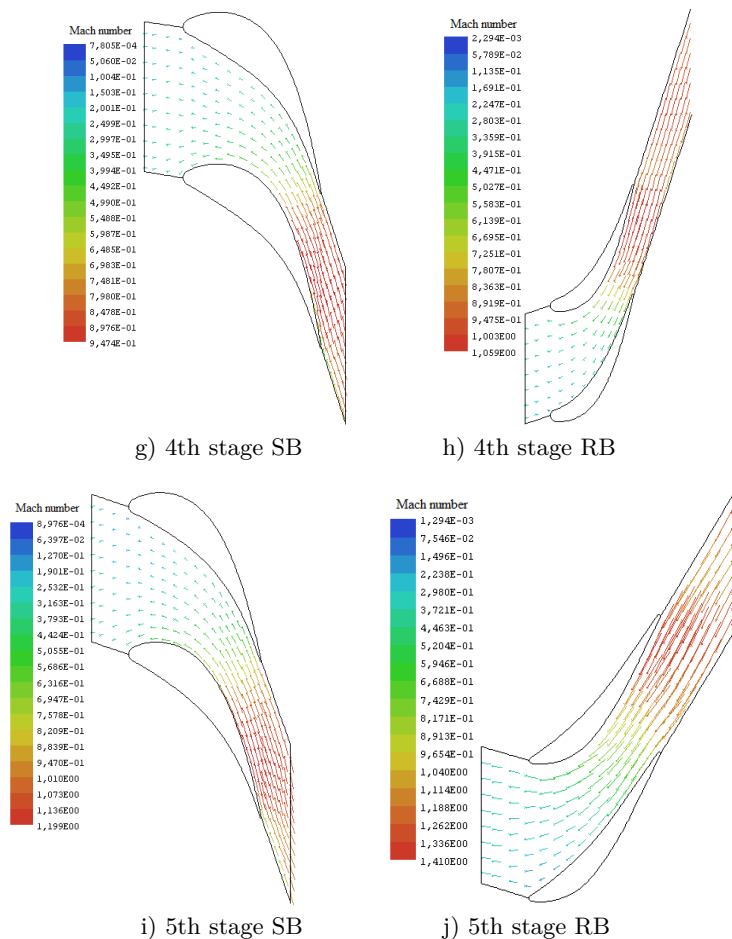 Mach number
7,805E-04
5,060E-02
1,004E-01
1,503E-01
2,001E-01
2,499E-01
2,997E-01
3,495E-01
3,994E-01
4,492E-01
4,990E-01
5,488E-01
5,987E-01
6,485E-01
6,983E-01
7,481E-01
7,980E-01
8,478E-01
8,976E-01
9,474E-01
g) 4th stage SB
Mach number
2,294E-03
5,789E-02
1,135E-01
1,691E-01
2,247E-01
2,803E-01
3,359E-01
3,915E-01
4,471E-01
5,027E-01
5,583E-01
6,139E-01
6,695E-01
7,251E-01
7,807E-01
8,363E-01
8,919E-01
9,475E-01
1,003E00
1,059E00
h) 4th stage RB
Mach number
8,976E-04
6,397E-02
1,270E-01
1,901E-01
2,532E-01
3,163E-01
3,793E-01
4,424E-01
5,055E-01
5,686E-01
6,316E-01
6,947E-01
7,578E-01
8,209E-01
8,839E-01
9,470E-01
1,010E00
1,073E00
1,136E00
1,199E00
i) 5th stage SB
Mach number
1,294E-03
7,546E-02
1,496E-01
2,238E-01
2,980E-01
3,721E-01
4,463E-01
5,204E-01
5,946E-01
6,688E-01
7,429E-01
8,171E-01
8,913E-01
9,654E-01
1,040E00
1,114E00
1,188E00
1,262E00
1,336E00
1,410E00
j) 5th stage RB